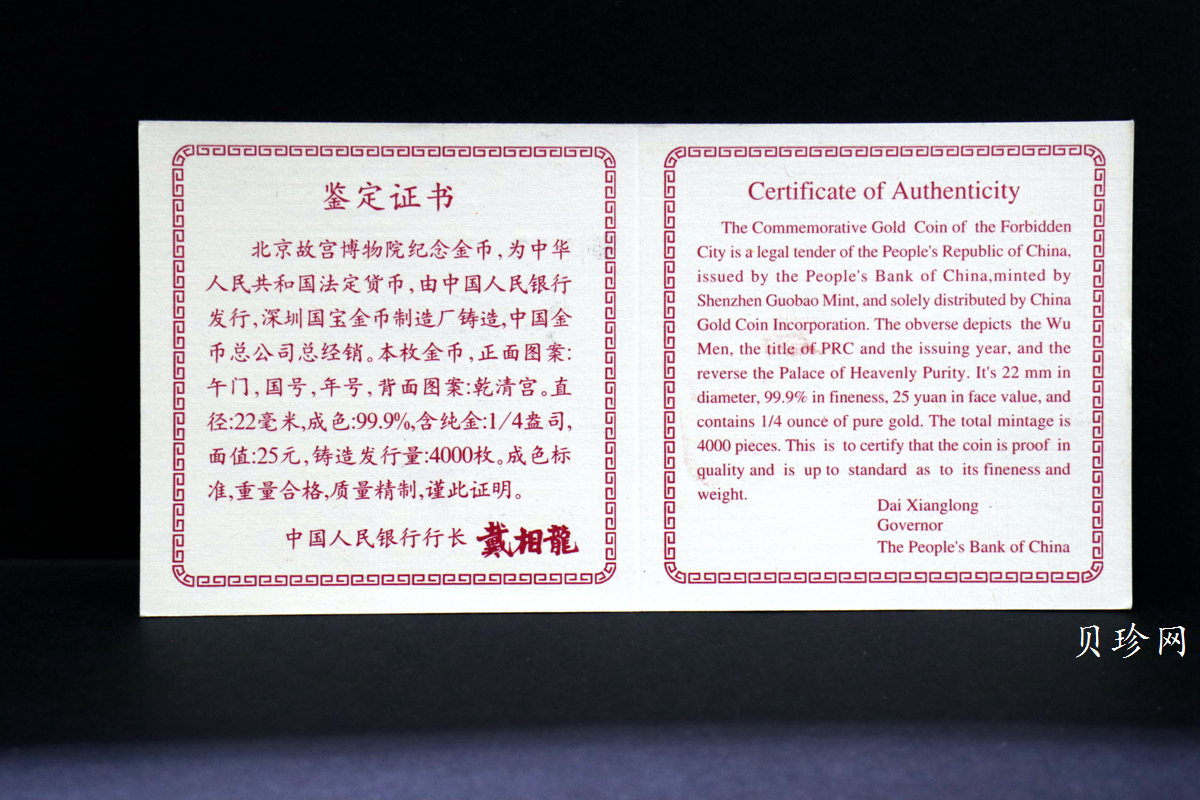 鉴定证书
北京故宫博物院纪念金币,为中华
人民共和国法定货币,由中国人民银行
发行,深圳国宝金币制造厂铸造,中国金
币总公司总经销。本枚金币,正面图案:
午门,国号,年号,背面图案:乾清宫。直
径:22毫米,成色:99.9%,含纯金:1/4盎司,
面值:25元,铸造发行量:4000枚。成色标
准,重量合格,质量精制,谨此证明。
中国人民银行行长 戴相龍
Certificate of Authenticity
The Commemorative Gold Coin of the Forbidden
City is a legal tender of the People's Republic of China,
issued by the People's Bank of China,minted by
Shenzhen Guobao Mint, and solely distributed by China
Gold Coin Incorporation. The obverse depicts the Wu
Men, the title of PRC and the issuing year, and the
reverse the Palace of Heavenly Purity. It's 22 mm in
diameter, 99.9% in fineness, 25 yuan in face value, and
contains 1/4 ounce of pure gold. The total mintage is
4000 pieces. This is to certify that the coin is proof in
quality and is up to standard as to its fineness and
weight.
Dai Xianglong
Governor
The People's Bank of China
贝珍网